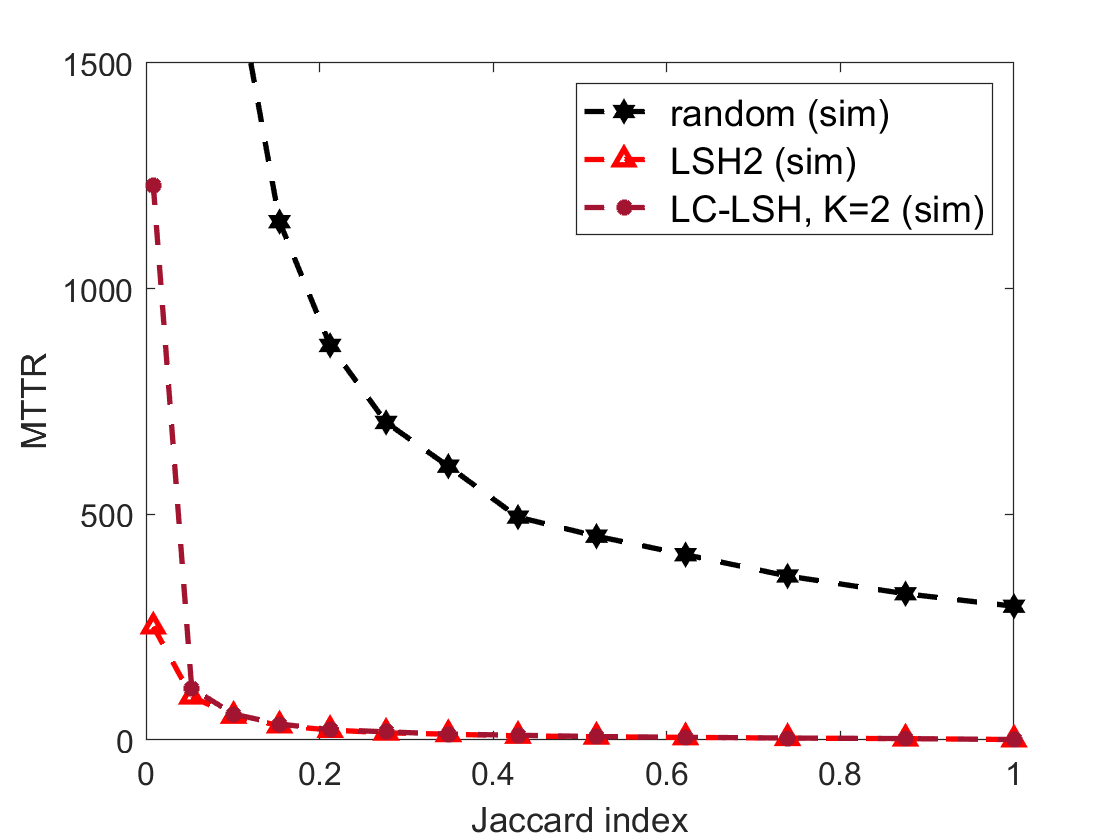 1500
random (sim)
LSH2 (sim)
LC-LSH, K=2 (sim)
1000
MTTR
500
0
0 0.2 0.4 0.6 0.8 1
Jaccard index